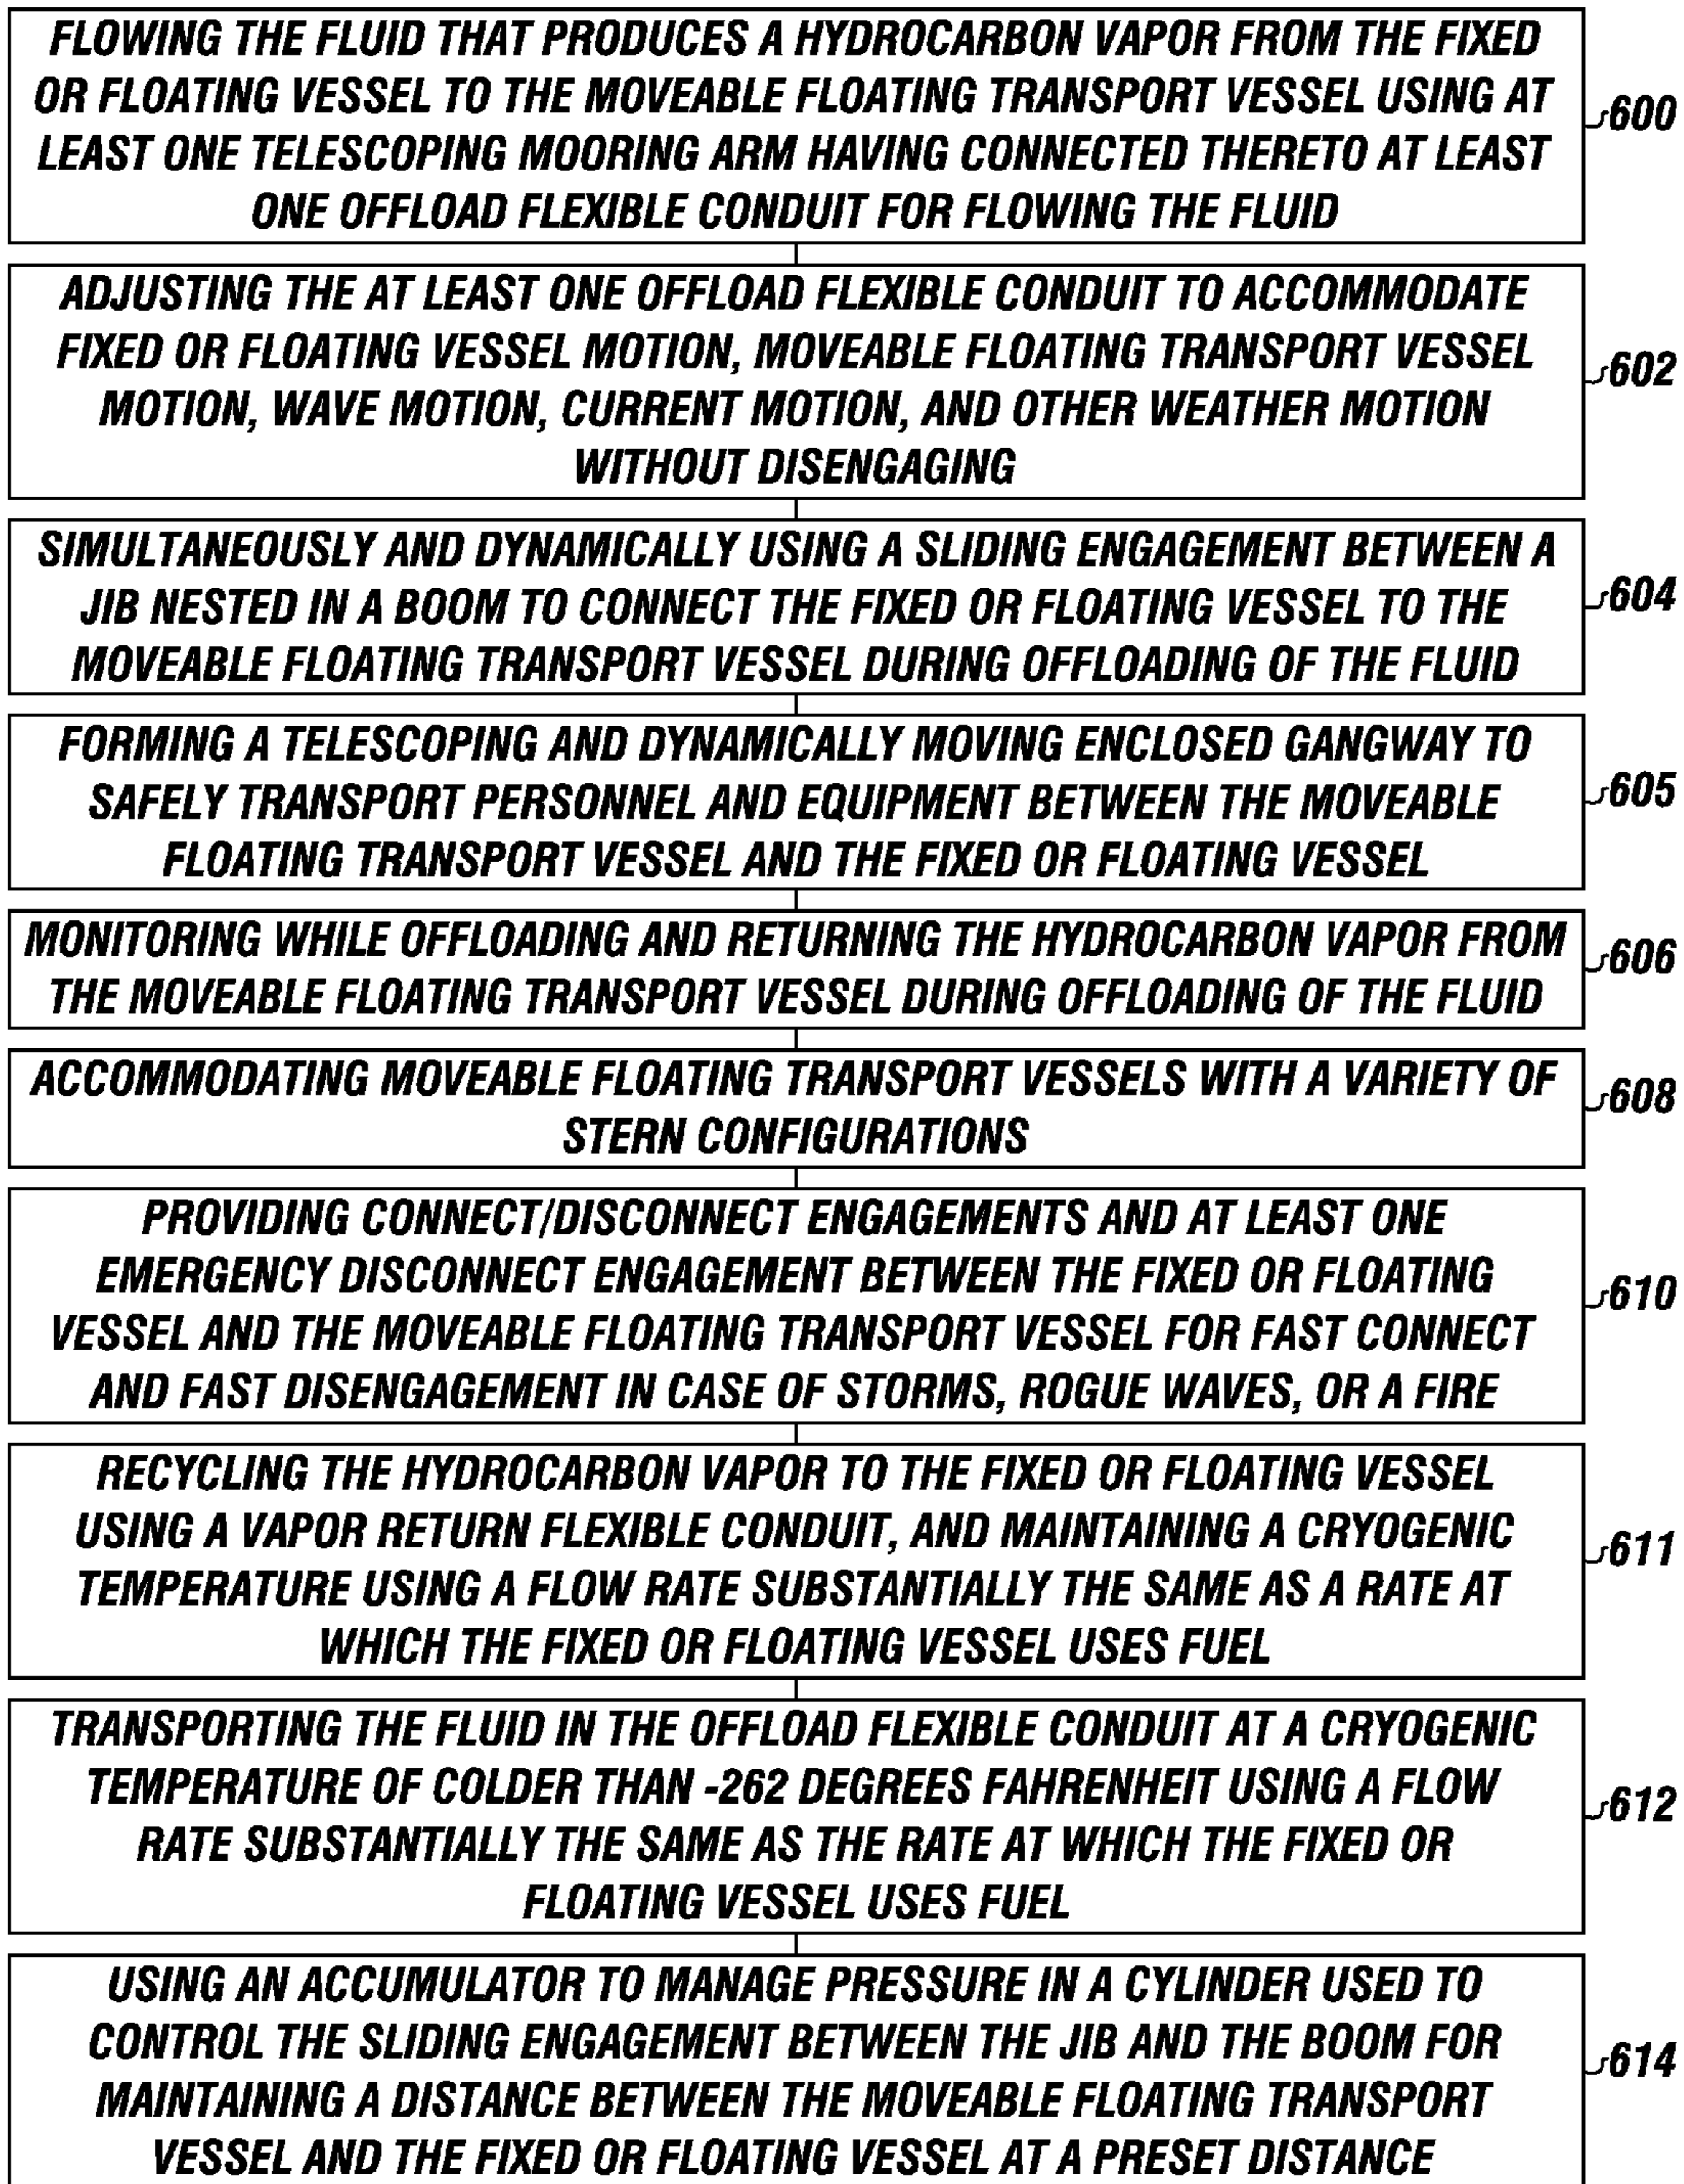 FLOWING THE FLUID THAT PRODUCES A HYDROCARBON VAPOR FROM THE FIXED
OR FLOATING VESSEL TO THE MOVEABLE FLOATING TRANSPORT VESSEL USING AT
LEAST ONE TELESCOPING MOORING ARM HAVING CONNECTED THERETO AT LEAST
ONE OFFLOAD FLEXIBLE CONDUIT FOR FLOWING THE FLUID
600
ADJUSTING THE AT LEAST ONE OFFLOAD FLEXIBLE CONDUIT TO ACCOMMODATE
FIXED OR FLOATING VESSEL MOTION, MOVEABLE FLOATING TRANSPORT VESSEL
MOTION, WAVE MOTION, CURRENT MOTION, AND OTHER WEATHER MOTION
WITHOUT DISENGAGING
602
SIMULTANEOUSLY AND DYNAMICALLY USING A SLIDING ENGAGEMENT BETWEEN A
JIB NESTED IN A BOOM TO CONNECT THE FIXED OR FLOATING VESSEL TO THE
MOVEABLE FLOATING TRANSPORT VESSEL DURING OFFLOADING OF THE FLUID
604
FORMING A TELESCOPING AND DYNAMICALLY MOVING ENCLOSED GANGWAY TO
SAFELY TRANSPORT PERSONNEL AND EQUIPMENT BETWEEN THE MOVEABLE
FLOATING TRANSPORT VESSEL AND THE FIXED OR FLOATING VESSEL
605
MONITORING WHILE OFFLOADING AND RETURNING THE HYDROCARBON VAPOR FROM
THE MOVEABLE FLOATING TRANSPORT VESSEL DURING OFFLOADING OF THE FLUID
606
ACCOMMODATING MOVEABLE FLOATING TRANSPORT VESSELS WITH A VARIETY OF
STERN CONFIGURATIONS
608
PROVIDING CONNECT/DISCONNECT ENGAGEMENTS AND AT LEAST ONE
EMERGENCY DISCONNECT ENGAGEMENT BETWEEN THE FIXED OR FLOATING
VESSEL AND THE MOVEABLE FLOATING TRANSPORT VESSEL FOR FAST CONNECT
AND FAST DISENGAGEMENT IN CASE OF STORMS, ROGUE WAVES, OR A FIRE
610
RECYCLING THE HYDROCARBON VAPOR TO THE FIXED OR FLOATING VESSEL
USING A VAPOR RETURN FLEXIBLE CONDUIT, AND MAINTAINING A CRYOGENIC
TEMPERATURE USING A FLOW RATE SUBSTANTIALLY THE SAME AS A RATE AT
WHICH THE FIXED OR FLOATING VESSEL USES FUEL
611
TRANSPORTING THE FLUID IN THE OFFLOAD FLEXIBLE CONDUIT AT A CRYOGENIC
TEMPERATURE OF COLDER THAN -262 DEGREES FAHRENHEIT USING A FLOW
RATE SUBSTANTIALLY THE SAME AS THE RATE AT WHICH THE FIXED OR
FLOATING VESSEL USES FUEL
612
USING AN ACCUMULATOR TO MANAGE PRESSURE IN A CYLINDER USED TO
CONTROL THE SLIDING ENGAGEMENT BETWEEN THE JIB AND THE BOOM FOR
MAINTAINING A DISTANCE BETWEEN THE MOVEABLE FLOATING TRANSPORT
VESSEL AND THE FIXED OR FLOATING VESSEL AT A PRESET DISTANCE
614